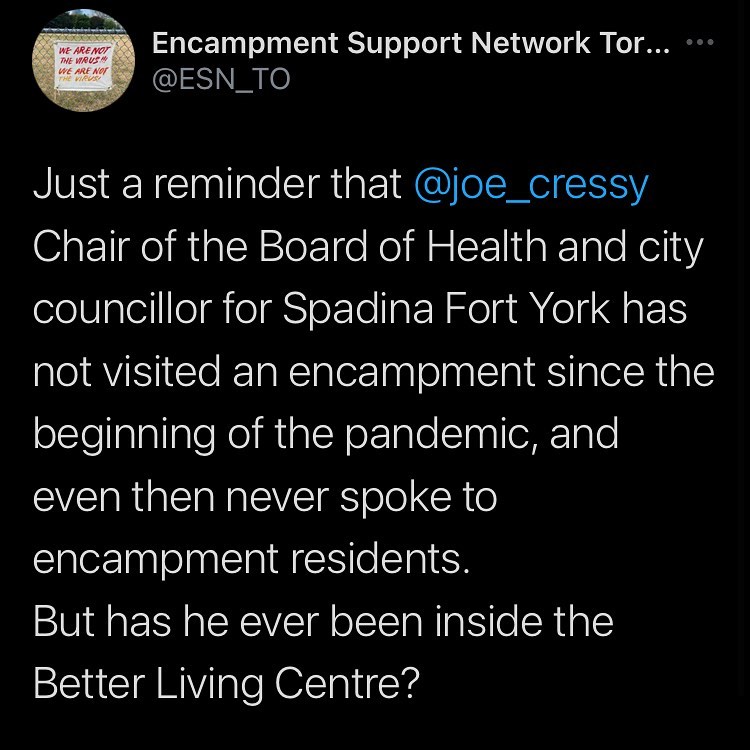 WE ARE NOT
THE VIRUS!!!
WE ARE NOT
THE VIRUS!
Encampment Support Network Tor...
@ESN_TO
Just a reminder that @joe_cressy
Chair of the Board of Health and city
councillor for Spadina Fort York has
not visited an encampment since the
beginning of the pandemic, and
even then never spoke to
encampment residents.
But has he ever been inside the
Better Living Centre?